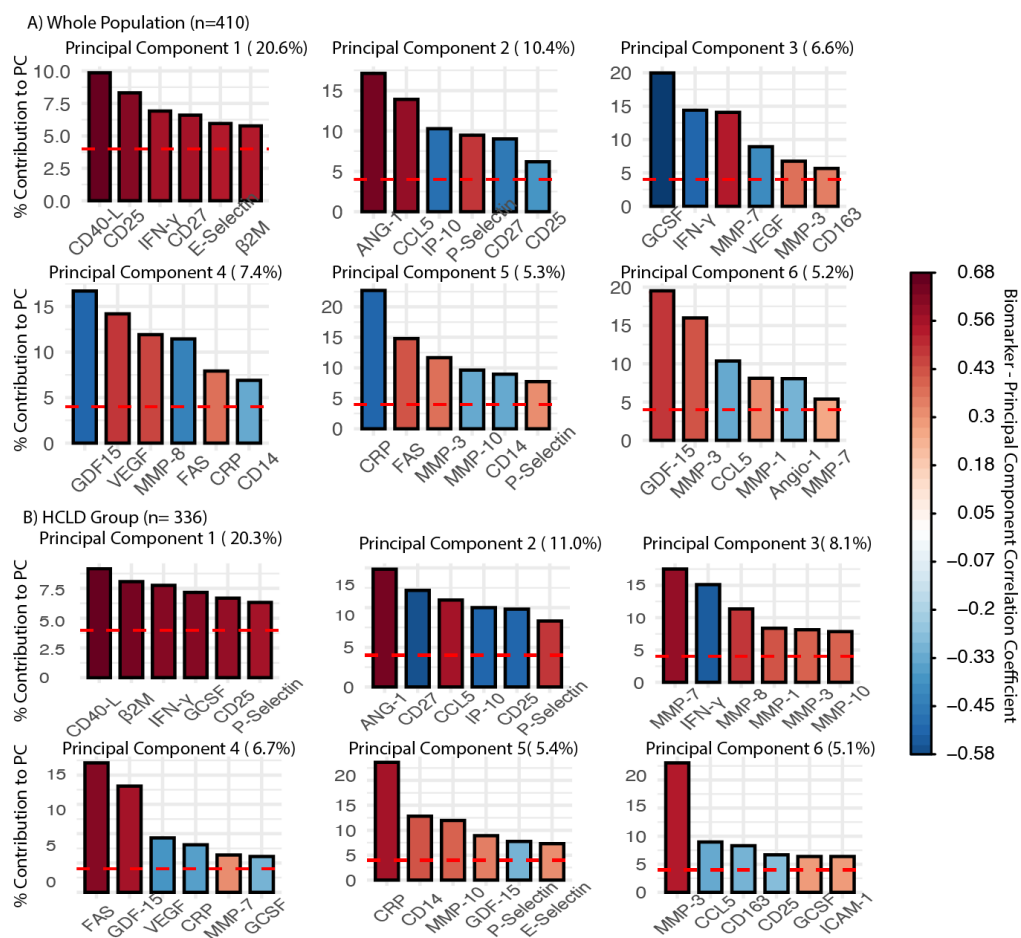 A) Whole Population (n=410)
Principal Component 1 ( 20.6%)
% Contribution to PC
10.0
7.5
5.0
2.5
0.0
CD40-L
CD25
IFN-γ
CD27
E-Selectin
β2M
Principal Component 2 ( 10.4%)
15
10
5
0
ANG-1
CCL5
IP-10
P-Selectin
CD27
CD25
Principal Component 3 ( 6.6%)
20
15
10
5
0
GCSF
IFN-γ
MMP-7
VEGF
MMP-3
CD163
Principal Component 4 ( 7.4%)
% Contribution to PC
15
10
5
0
GDF15
VEGF
MMP-8
FAS
CRP
CD14
Principal Component 5 ( 5.3%)
20
15
10
5
0
CRP
FAS
MMP-3
MMP-10
CD14
P-Selectin
Principal Component 6 ( 5.2%)
20
15
10
5
0
GDF-15
MMP-3
CCL5
MMP-1
Angio-1
MMP-7
B) HCLD Group (n= 336)
Principal Component 1 ( 20.3%)
% Contribution to PC
7.5
5.0
2.5
0
CD40-L
β2M
IFN-γ
GCSF
CD25
P-Selectin
Principal Component 2 ( 11.0%)
15
10
5
0
ANG-1
CD27
CCL5
IP-10
CD25
P-Selectin
Principal Component 3( 8.1%)
15
10
5
0
MMP-7
IFN-γ
MMP-8
MMP-1
MMP-3
MMP-10
Principal Component 4 ( 6.7%)
% Contribution to PC
15
10
5
0
FAS
GDF-15
VEGF
CRP
MMP-7
GCSF
Principal Component 5( 5.4%)
20
15
10
5
0
CRP
CD14
MMP-10
GDF-15
P-Selectin
E-Selectin
Principal Component 6 (5.1%)
20
15
10
5
0
MMP-3
CCL5
CD163
CD25
GCSF
ICAM-1
0.68
0.56
0.43
0.3
0.18
0.05
−0.07
−0.2
−0.33
−0.45
−0.58
Biomarker - Principal Component Correlation Coefficient